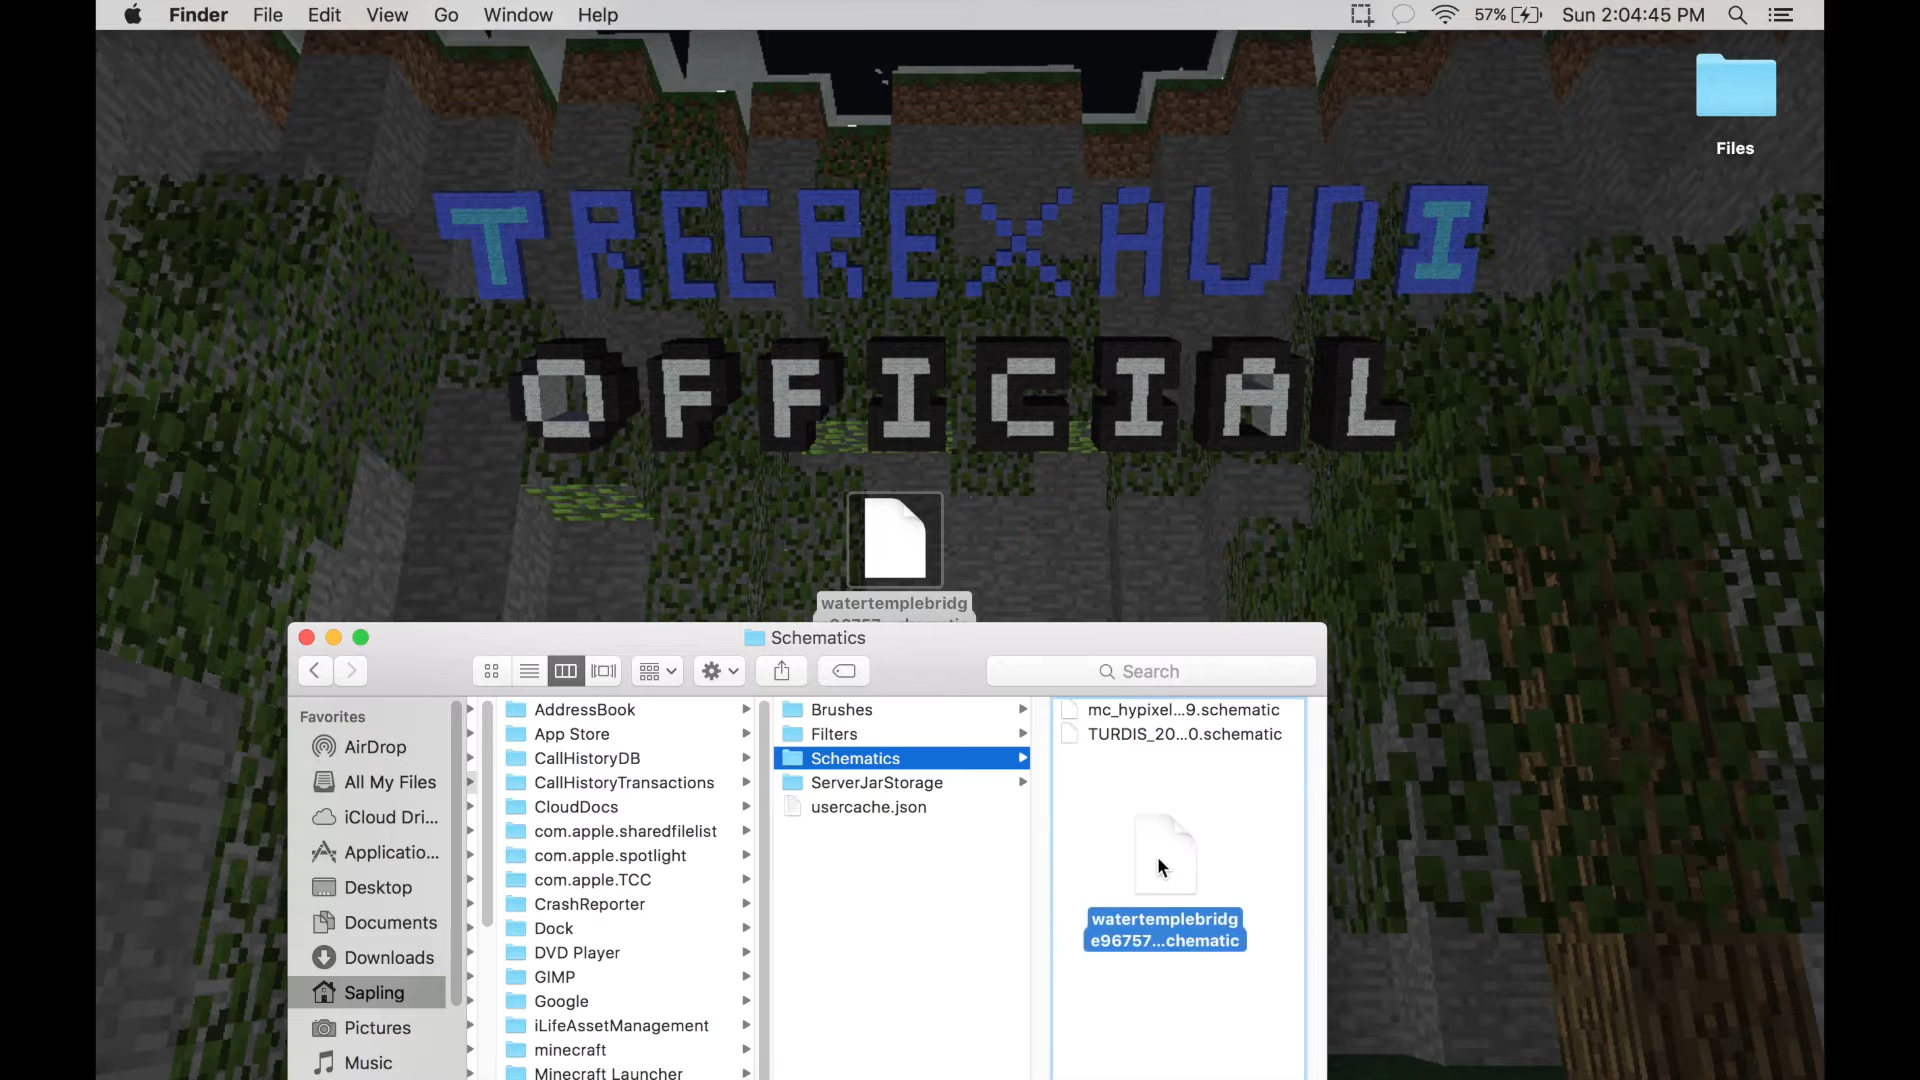 Finder File Edit View Go Window Help 57% Sun 2:04:45 PM
Files
TREEREXAUDI
OFFICIAL
watertemplebridg
Schematics
Search
Favorites
AirDrop
All My Files
iCloud Dri...
Applicatio...
Desktop
Documents
Downloads
Sapling
Pictures
Music
AddressBook
App Store
CallHistoryDB
CallHistoryTransactions
CloudDocs
com.apple.sharedfilelist
com.apple.spotlight
com.apple.TCC
CrashReporter
Dock
DVD Player
GIMP
Google
iLifeAssetManagement
minecraft
Minecraft Launcher
Brushes
Filters
Schematics
ServerJarStorage
usercache.json
mc_hypixel...9.schematic
TURDIS_20...0.schematic
watertemplebridg
e96757...chematic